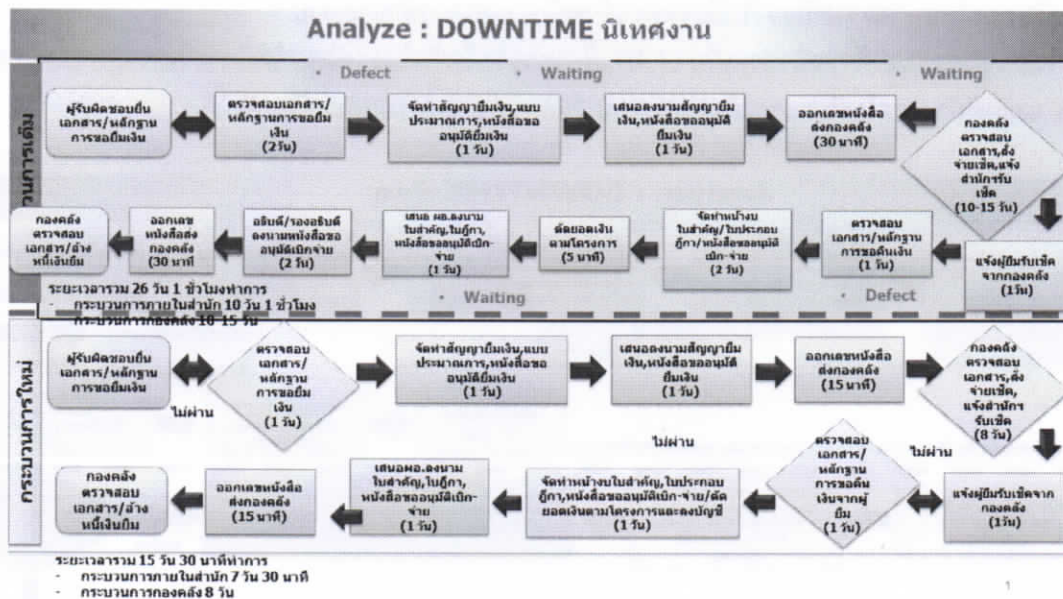 Analyze : DOWNTIME นิเทศงาน
• Defect
• Waiting
• Waiting
ผู้รับผิดชอบยื่น
เอกสาร/หลักฐาน
การขอยืมเงิน
ตรวจสอบเอกสาร/
หลักฐานการขอยืม
เงิน
(2วัน)
จัดทำสัญญายืมเงิน,แบบ
ประมาณการ,หนังสือขอ
อนุมัติยืมเงิน
(1 วัน)
เสนอลงนามสัญญายืม
เงิน,หนังสือขออนุมัติยืมเงิน
(1 วัน)
ออกเลขหนังสือ
ส่งกองคลัง
(30 นาที)
กองคลัง
ตรวจสอบ
เอกสาร,สั่ง
จ่ายเช็ค,แจ้ง
สำนักรับ
เช็ค
(10-15 วัน)
วนการเดิม
กองคลัง
ตรวจสอบ
เอกสาร/ล้าง
หนี้เงินยืม
ออกเลข
หนังสือส่ง
กองคลัง
(30 นาที
อธิบดี/รองอธิบดี
ลงนามหนังสือขอ
อนุมัติเบิกจ่าย
(2 วัน)
เสนอ ผอ.ลงนาม
ใบสำคัญ,ใบฎีกา,
หนังสือขออนุมัติเบิก-
จ่าย
(1 วัน)
ตัดยอดเงิน
ตามโครงการ
(5 นาที)
จัดทำหน้างบ
ใบสำคัญ/ใบประกอบ
ฎีกา/หนังสือขออนุมัติ
เบิก-จ่าย
(2 วัน)
ตรวจสอบ
เอกสาร/หลักฐาน
การขอคืนเงิน
(1 วัน)
แจ้งผู้ยืมรับเช็ค
จากกองคลัง
(1วัน)
ระยะเวลารวม 26 วัน 1 ชั่วโมงทำการ
- กระบวนการภายในสำนัก 10 วัน 1 ชั่วโมง
กระบวนการกองคลัง 10-15 วัน
• Waiting
• Defect
กระบวนการใหม่
ผู้รับผิดชอบยื่น
เอกสาร/หลักฐาน
การขอยืมเงิน
ไม่ผ่าน
ตรวจสอบ
เอกสาร/
หลักฐาน
การขอยืม
เงิน
(1 วัน)
จัดทำสัญญายืมเงิน,แบบ
ประมาณการ,หนังสือขอ
อนุมัติยืมเงิน
(1 วัน)
เสนอลงนามสัญญายืม
เงิน,หนังสือขออนุมัติ
ยืมเงิน
(1 วัน)
ออกเลขหนังสือ
ส่งกองคลัง
(15 นาที)
กองคลัง
ตรวจสอบ
เอกสาร,สั่ง
จ่ายเช็ค,
แจ้งสำนักฯ
รับเช็ค
(8 วัน)
ไม่ผ่าน
ไม่ผ่าน
กองคลัง
ตรวจสอบ
เอกสาร/ล้าง
หนี้เงินยืม
ออกเลขหนังสือ
ส่งกองคลัง
(15 นาที)
เสนอผอ.ลงนาม
ใบสำคัญ,ใบฎีกา,
หนังสือขออนุมัติเบิก-
จ่าย
(1 วัน)
จัดทำหน้างบใบสำคัญ,ใบประกอบ
ฎีกา,หนังสือขออนุมัติเบิก-จ่าย/ตัด
ยอดเงินตามโครงการและลงบัญชี
(1 วัน)
ตรวจสอบ
เอกสาร/
หลักฐาน
การขอคืน
เงินจากผู้
ยืม
(1 วัน)
แจ้งผู้ยืมรับเช็คจาก
กองคลัง
(1วัน)
ระยะเวลารวม 15 วัน 30 นาทีทำการ
- กระบวนการภายในสำนัก 7 วัน 30 นาที
- กระบวนการกองคลัง 8 วัน
1